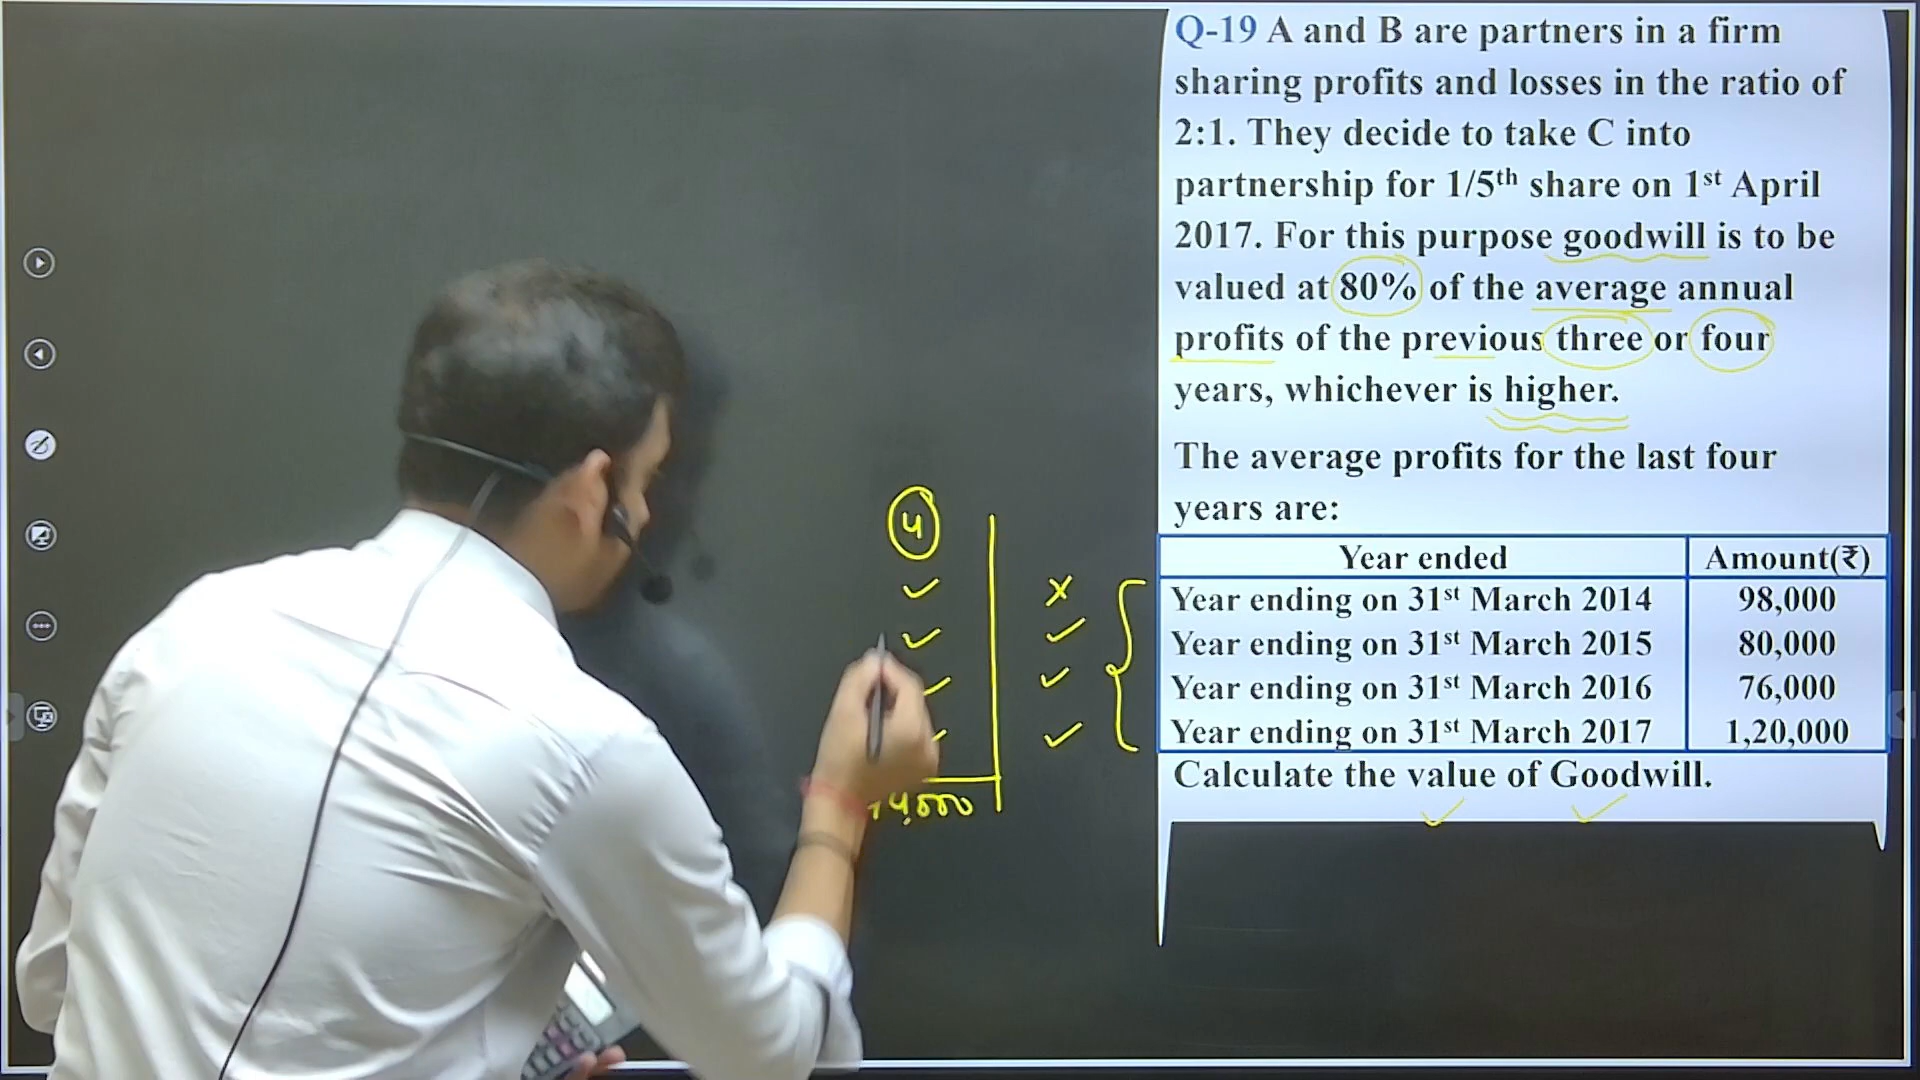 Q-19 A and B are partners in a firm
sharing profits and losses in the ratio of
2:1. They decide to take C into
partnership for 1/5th share on 1st April
2017. For this purpose goodwill is to be
valued at 80% of the average annual
profits of the previous three or four
years, whichever is higher.
The average profits for the last four
years are:
Year ended Amount(₹)
Year ending on 31st March 2014 98,000
Year ending on 31st March 2015 80,000
Year ending on 31st March 2016 76,000
Year ending on 31st March 2017 1,20,000
Calculate the value of Goodwill.
4